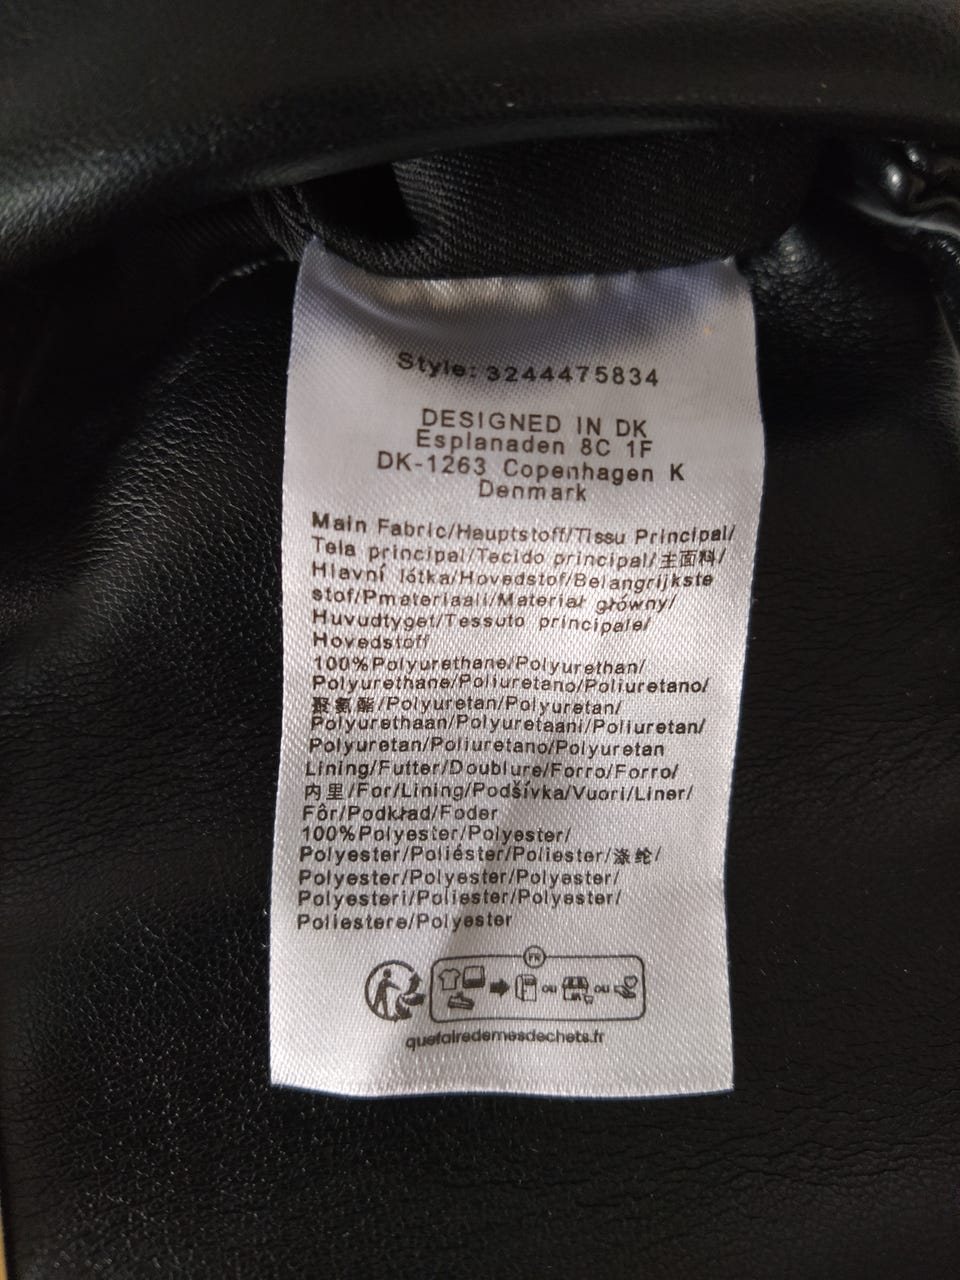 Style: 3244475834
DESIGNED IN DK
Esplanaden 8C 1F
DK-1263 Copenhagen K
Denmark
Main Fabric/Hauptstoff/Tissu Principal/
Tela principal/Tecido principal/主面料/
Hlavní látka/Hovedstof/Belangrijkste
stof/Pmateriaali/Materiał główny/
Huvudtyget/Tessuto principale/
Hovedstoff
100%Polyurethane/Polyurethan/
Polyurethane/Poliuretano/Poliuretano/
聚氨酯/Polyuretan/Polyuretan/
Polyurethaan/Polyuretaani/Poliuretan/
Polyuretan/Poliuretano/Polyuretan
Lining/Futter/Doublure/Forro/Forro/
内里/For/Lining/Podšívka/Vuori/Liner/
Fôr/Podkład/Foder
100%Polyester/Polyester/
Polyester/Poliéster/Poliester/涤纶/
Polyester/Polyester/Polyester/
Polyesteri/Poliester/Polyester/
Poliestere/Polyester
FR
OU OU
quefairedemesdechets.fr